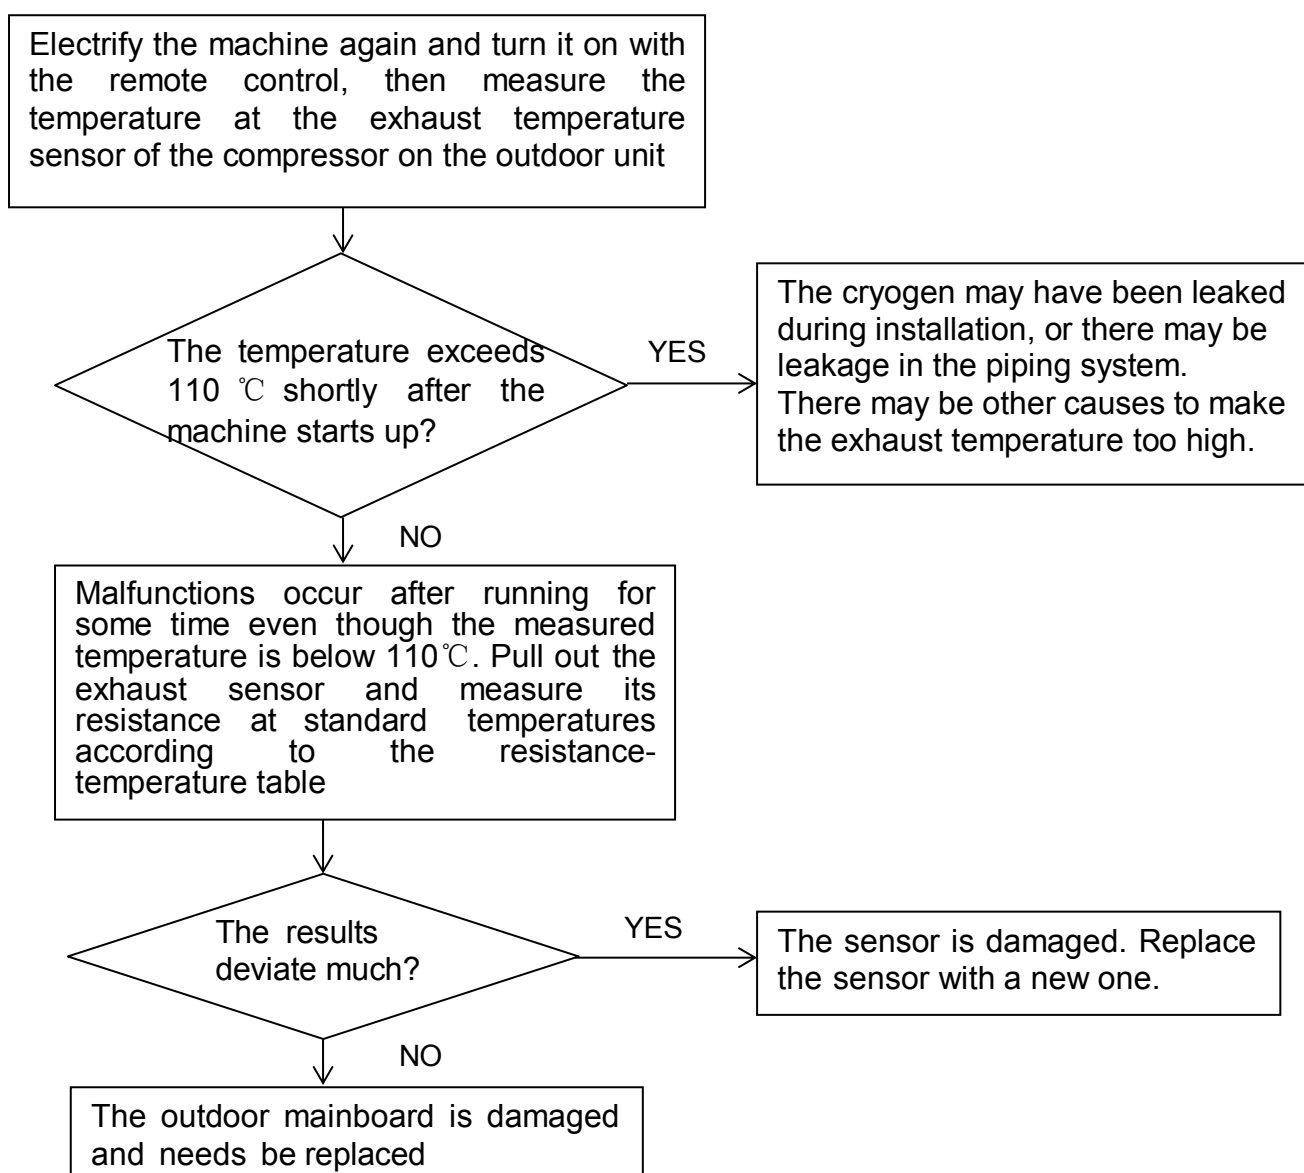 Electrify the machine again and turn it on with
the remote control, then measure the
temperature at the exhaust temperature
sensor of the compressor on the outdoor unit
The temperature exceeds
110 ℃ shortly after the
machine starts up?
YES
The cryogen may have been leaked
during installation, or there may be
leakage in the piping system.
There may be other causes to make
the exhaust temperature too high.
NO
Malfunctions occur after running for
some time even though the measured
temperature is below 110℃. Pull out the
exhaust sensor and measure its
resistance at standard temperatures
according to the resistance-
temperature table
The results
deviate much?
YES
The sensor is damaged. Replace
the sensor with a new one.
NO
The outdoor mainboard is damaged
and needs be replaced